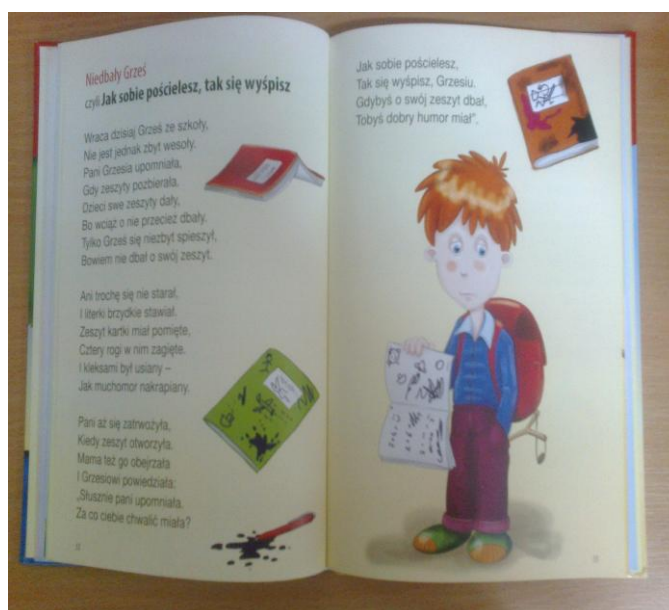 Niedbały Grześ
czyli Jak sobie pościelesz, tak się wyśpisz
Wraca dzisiaj Grześ ze szkoły,
Nie jest jednak zbyt wesoły.
Pani Grzesia upomniała,
Gdy zeszyty pozbierała.
Dzieci swe zeszyty dały,
Bo wciąż o nie przecież dbały.
Tylko Grześ się niezbyt spieszył,
Bowiem nie dbał o swój zeszyt.
Ani trochę się nie starał,
I literki brzydkie stawiał.
Zeszyt kartki miał pomięte,
Cztery rogi w nim zagięte.
I kleksami był usiany –
Jak muchomor nakrapiany.
Pani aż się zatrwożyła,
Kiedy zeszyt otworzyła.
Mama też go obejrzała
I Grzesiowi powiedziała:
„Słusznie pani upomniała.
Za co ciebie chwalić miała?
Jak sobie pościelesz,
Tak się wyśpisz, Grzesiu.
Gdybyś o swój zeszyt dbał,
Tobyś dobry humor miał”.